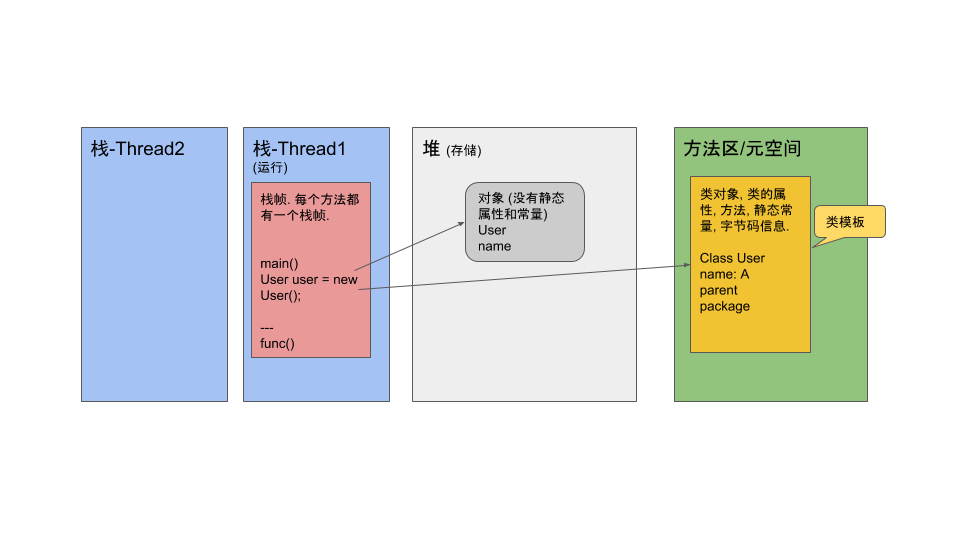 栈-Thread2
栈-Thread1
(运行)
栈帧. 每个方法都
有一个栈帧.
main()
User user = new
User();
---
func()
堆 (存储)
对象 (没有静态
属性和常量)
User
name
方法区/元空间
类对象, 类的属
性, 方法, 静态常
量, 字节码信息.
Class User
name: A
parent
package
类模板